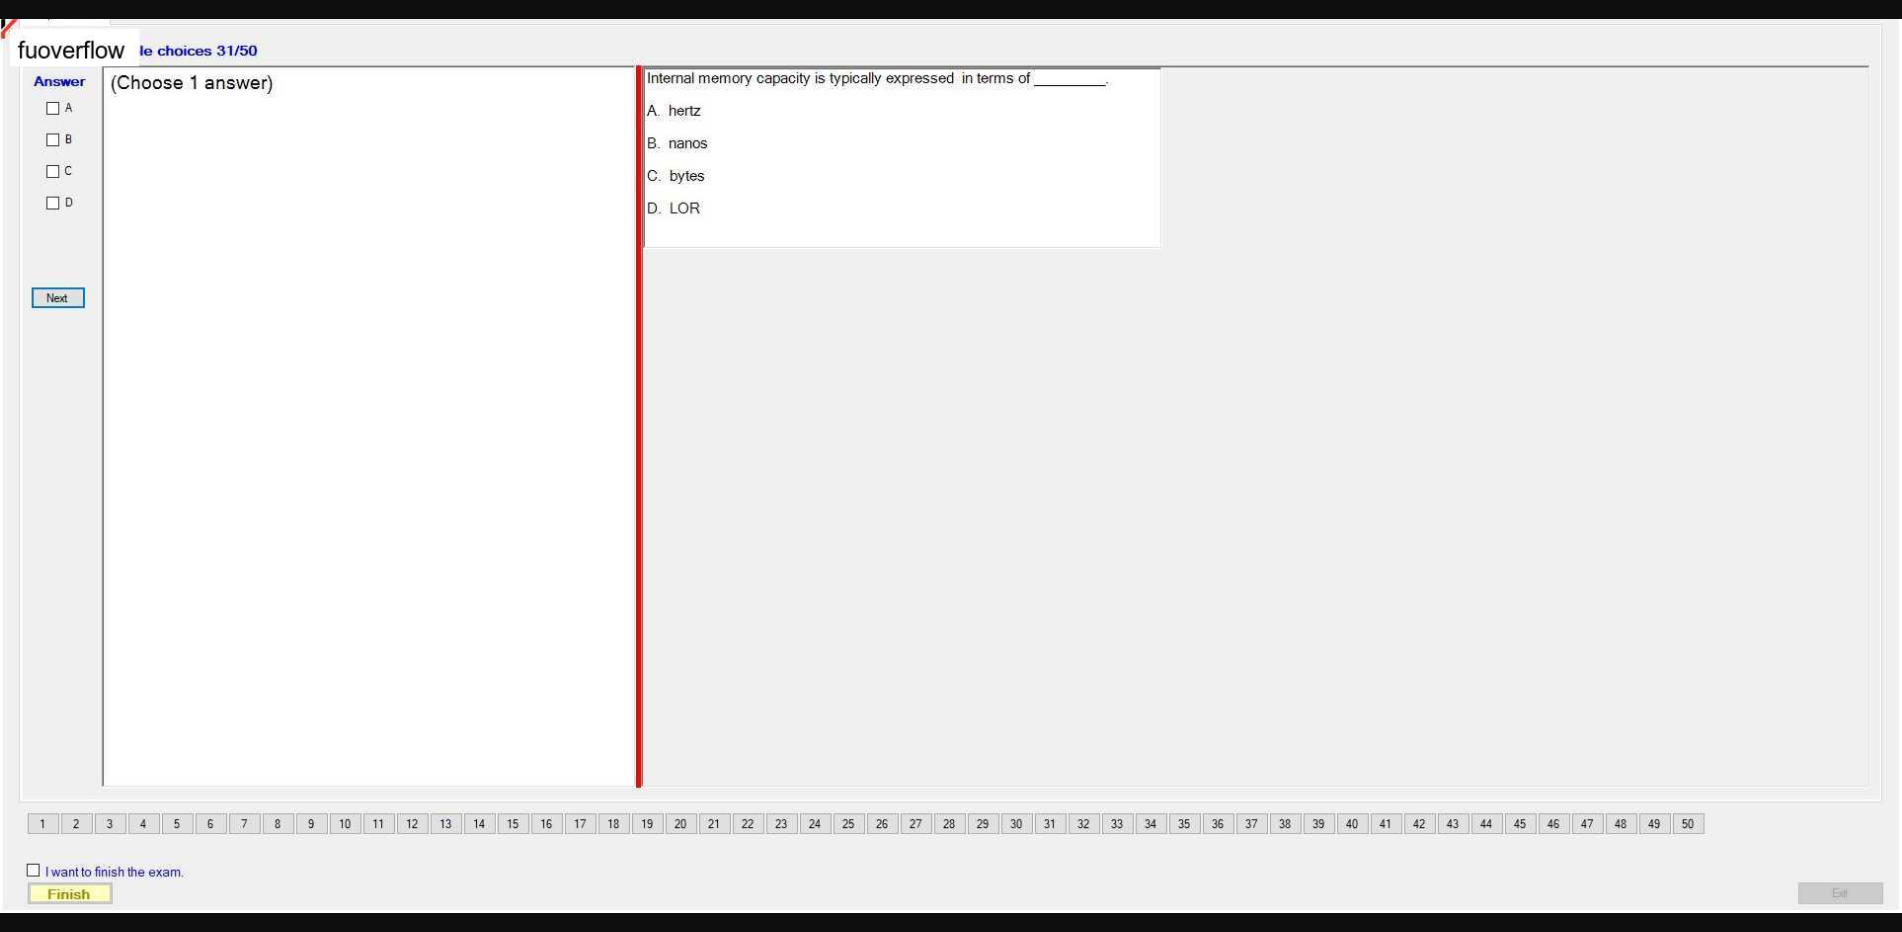 fuoverflow le choices 31/50
Answer
(Choose 1 answer)
A
B
C
D
Next
Internal memory capacity is typically expressed in terms of _________.
A. hertz
B. nanos
C. bytes
D. LOR
1 2 3 4 5 6 7 8 9 10 11 12 13 14 15 16 17 18 19 20 21 22 23 24 25 26 27 28 29 30 31 32 33 34 35 36 37 38 39 40 41 42 43 44 45 46 47 48 49 50
I want to finish the exam.
Finish
Exit